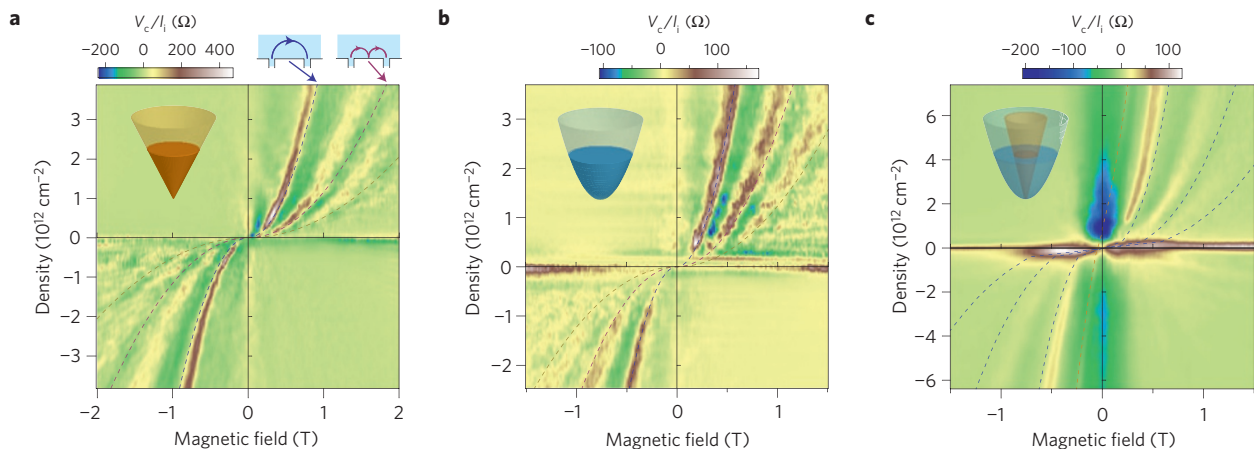 a
V_c/I_i (Ω)
−200 0 200 400
Density (10^12 cm^−2)
3
2
1
0
−1
−2
−3
−2 −1 0 1 2
Magnetic field (T)
b
V_c/I_i (Ω)
−100 0 100
Density (10^12 cm^−2)
3
2
1
0
−1
−2
−1 0 1
Magnetic field (T)
c
V_c/I_i (Ω)
−200 −100 0 100
Density (10^12 cm^−2)
6
4
2
0
−2
−4
−6
−1 0 1
Magnetic field (T)